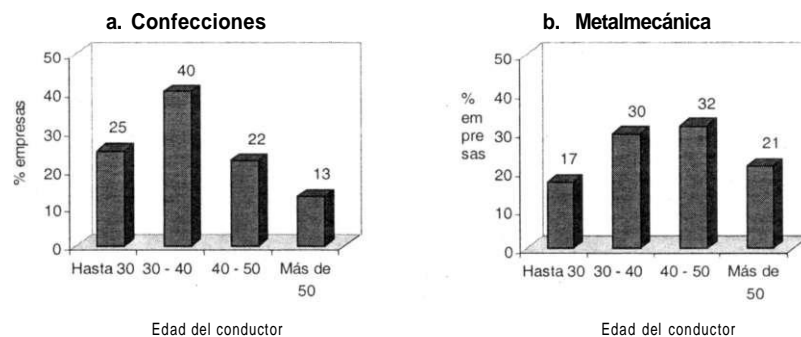 a. Confecciones
50
40
30
20
10
0
% empresas
25
40
22
13
Hasta 30 30 - 40 40 - 50 Más de
50
Edad del conductor
b. Metalmecánica
50
40
30
20
10
0
%
em
pre
sas
17
30
32
21
Hasta 30 30 - 40 40 - 50 Más de
50
Edad del conductor